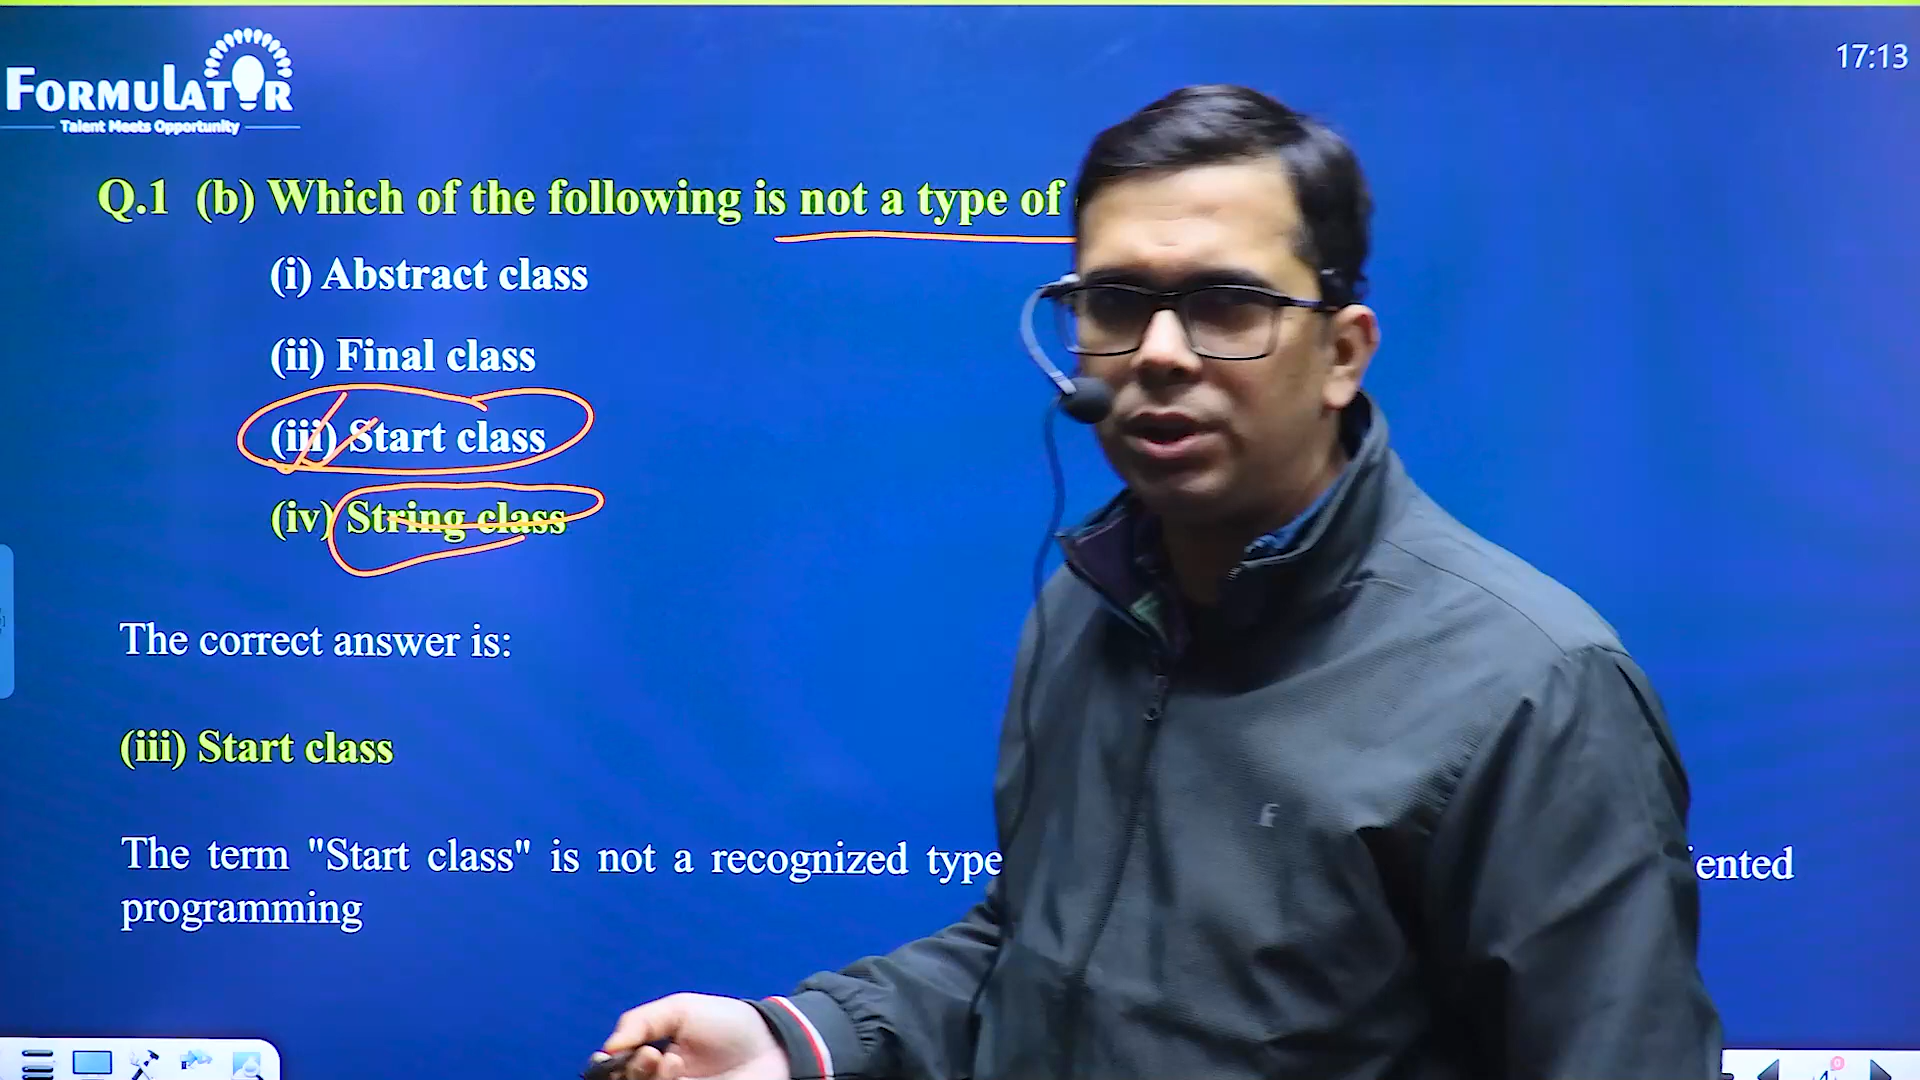 FORMULATOR
Talent Meets Opportunity
17:13
Q.1 (b) Which of the following is not a type of
(i) Abstract class
(ii) Final class
(iii) Start class
(iv) String class
The correct answer is:
(iii) Start class
The term "Start class" is not a recognized type ented
programming